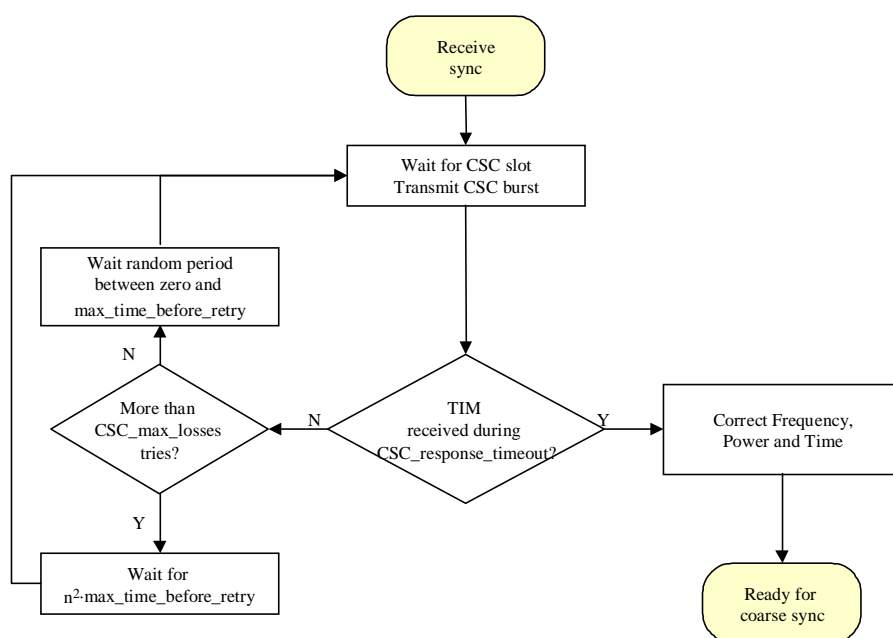 Receive
sync
Wait for CSC slot
Transmit CSC burst
Wait random period
between zero and
max_time_before_retry
N
More than
CSC_max_losses
tries?
N
TIM
received during
CSC_response_timeout?
Y
Correct Frequency,
Power and Time
Y
Wait for
n²·max_time_before_retry
Ready for
coarse sync